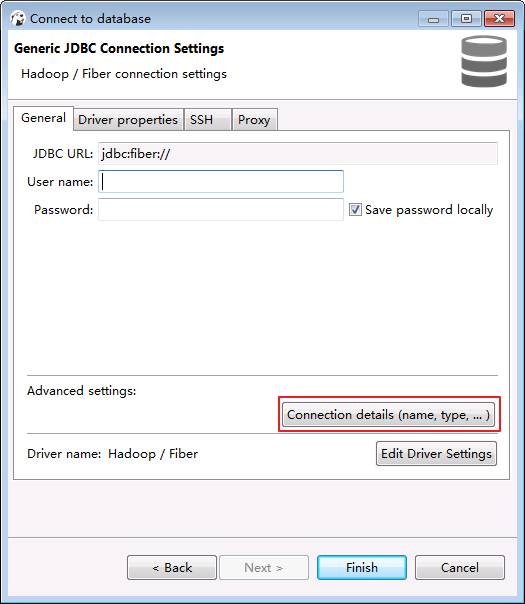 Connect to database
Generic JDBC Connection Settings
Hadoop / Fiber connection settings
General Driver properties SSH Proxy
JDBC URL: jdbc:fiber://
User name:
Password: Save password locally
Advanced settings:
Connection details (name, type, ... )
Driver name: Hadoop / Fiber Edit Driver Settings
< Back Next > Finish Cancel